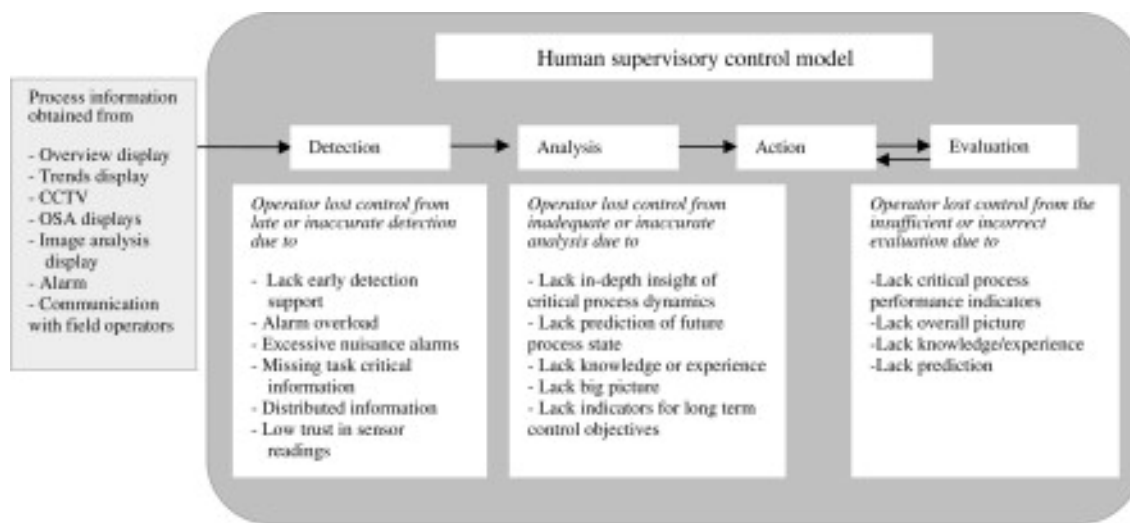 Human supervisory control model
Process information
obtained from
- Overview display
- Trends display
- CCTV
- OSA displays
- Image analysis
display
- Alarm
- Communication
with field operators
Detection
Analysis
Action
Evaluation
Operator lost control from
late or inaccurate detection
due to
- Lack early detection
support
- Alarm overload
- Excessive nuisance alarms
- Missing task critical
information
- Distributed information
- Low trust in sensor
readings
Operator lost control from
inadequate or inaccurate
analysis due to
- Lack in-depth insight of
critical process dynamics
- Lack prediction of future
process state
- Lack knowledge or experience
- Lack big picture
- Lack indicators for long term
control objectives
Operator lost control from the
insufficient or incorrect
evaluation due to
-Lack critical process
performance indicators
-Lack overall picture
-Lack knowledge/experience
-Lack prediction